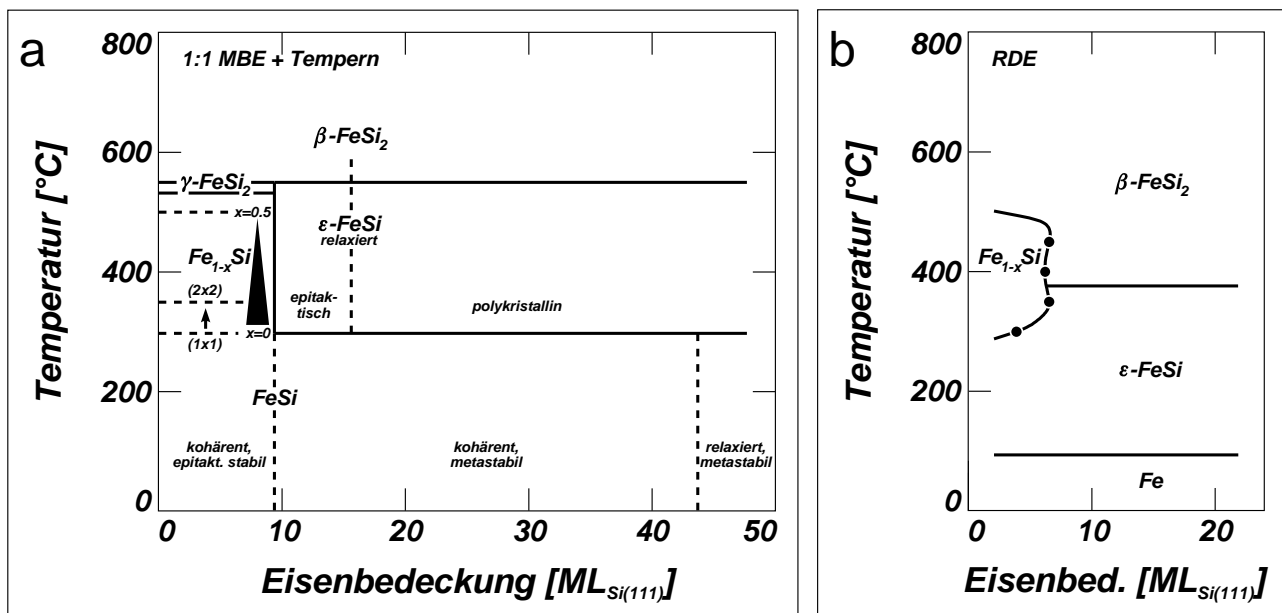 a
1:1 MBE + Tempern
Temperatur [°C]
800
600
400
200
0
β-FeSi2
γ-FeSi2
x=0.5
ε-FeSi
relaxiert
Fe1-xSi
(2x2)
epitak-
tisch
polykristallin
(1x1)
x=0
FeSi
kohärent,
epitakt. stabil
kohärent,
metastabil
relaxiert,
metastabil
0 10 20 30 40 50
Eisenbedeckung [MLSi(111)]
b
RDE
Temperatur [°C]
800
600
400
200
0
β-FeSi2
Fe1-xSi
ε-FeSi
Fe
0 10 20
Eisenbed. [MLSi(111)]